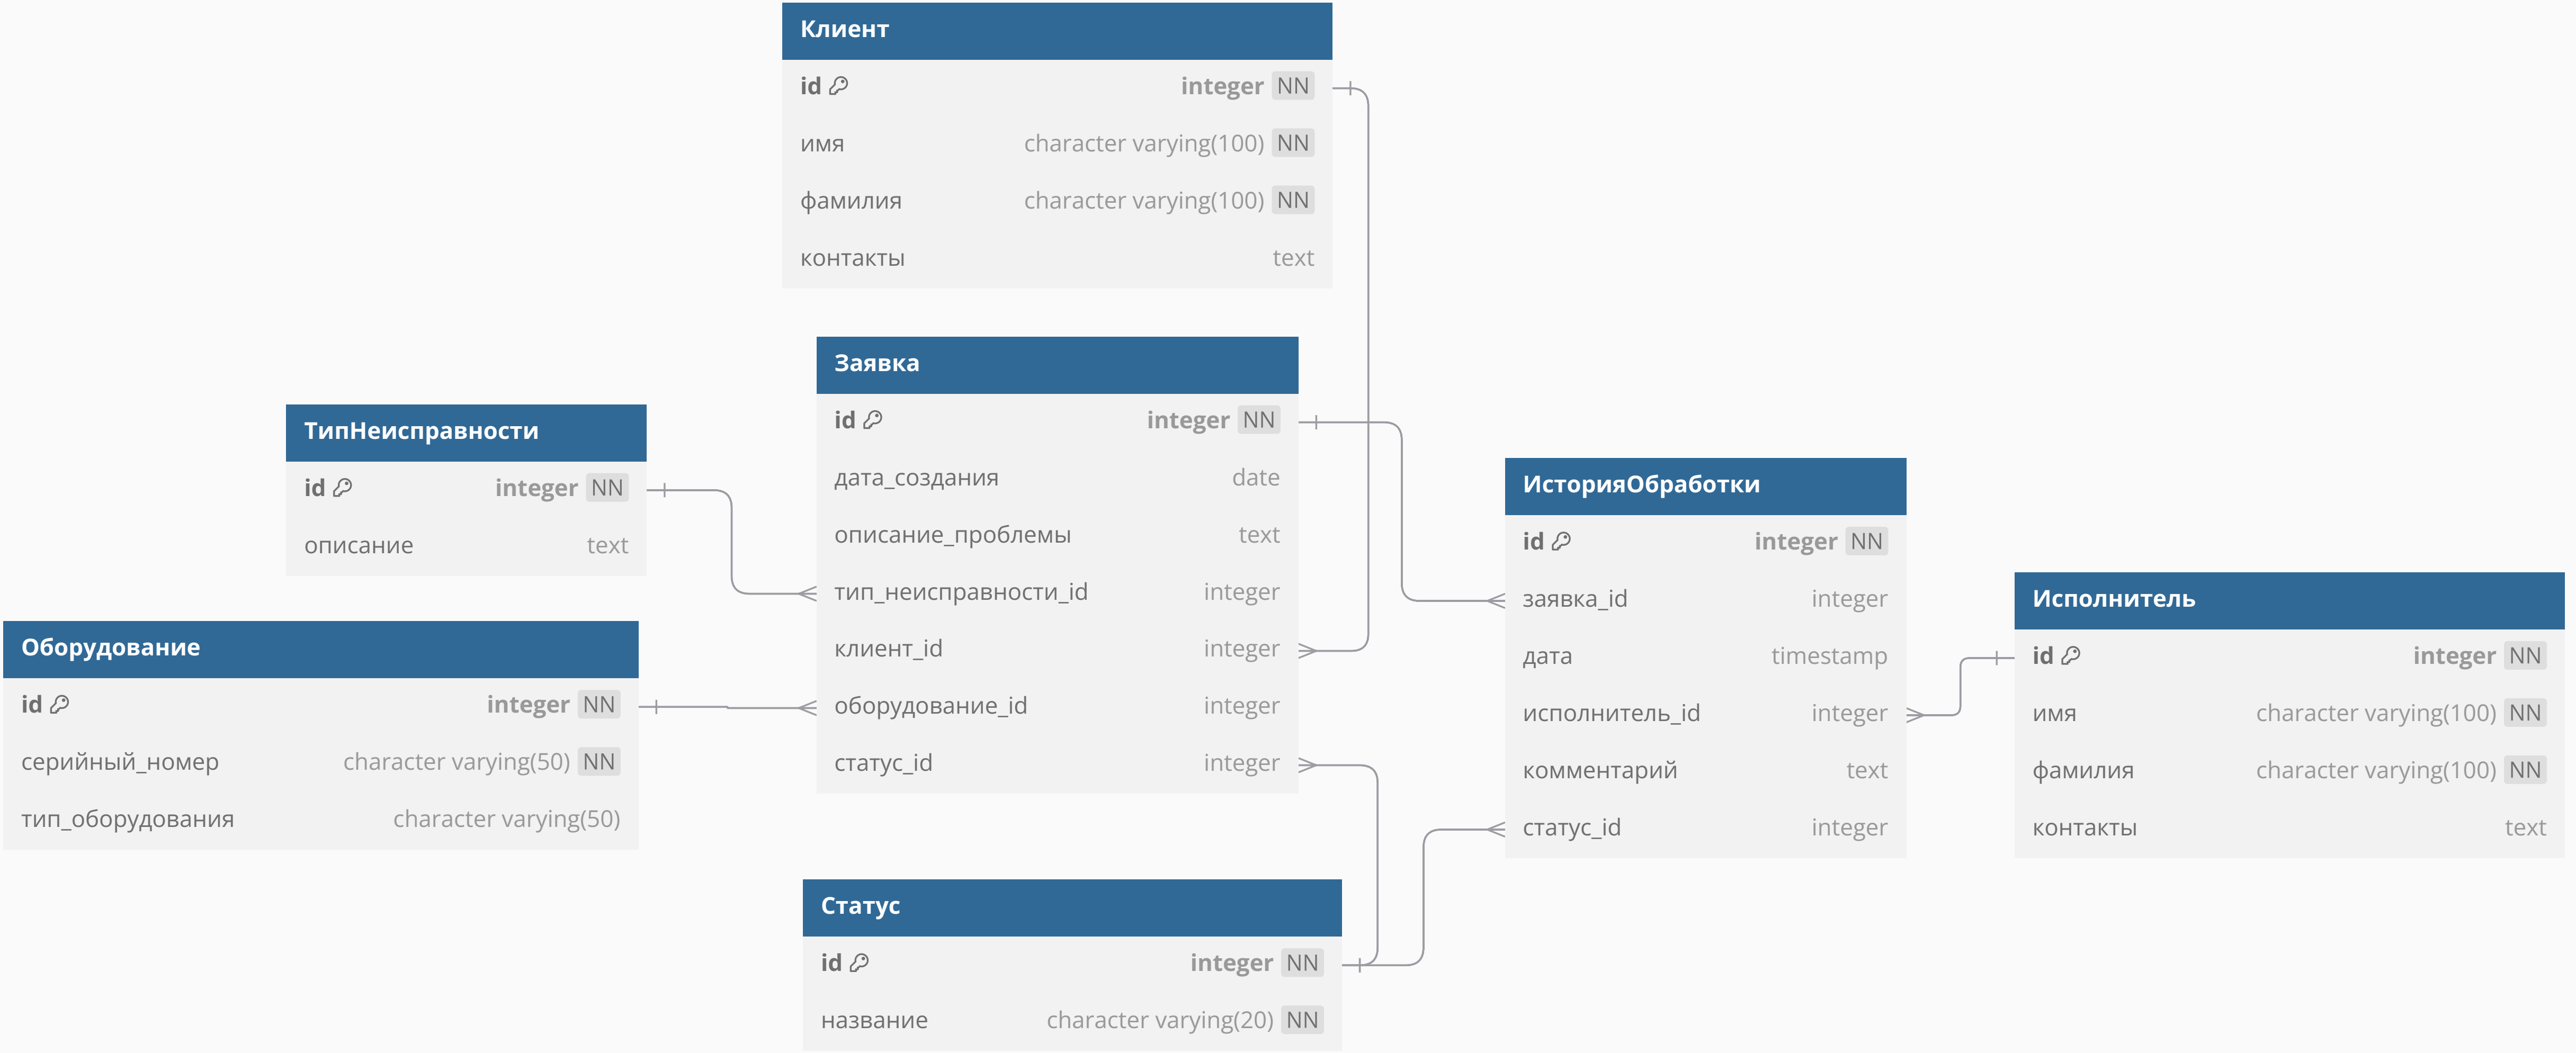 Клиент
id integer NN
имя character varying(100) NN
фамилия character varying(100) NN
контакты text
Заявка
id integer NN
дата_создания date
описание_проблемы text
тип_неисправности_id integer
клиент_id integer
оборудование_id integer
статус_id integer
ТипНеисправности
id integer NN
описание text
Оборудование
id integer NN
серийный_номер character varying(50) NN
тип_оборудования character varying(50)
ИсторияОбработки
id integer NN
заявка_id integer
дата timestamp
исполнитель_id integer
комментарий text
статус_id integer
Исполнитель
id integer NN
имя character varying(100) NN
фамилия character varying(100) NN
контакты text
Статус
id integer NN
название character varying(20) NN